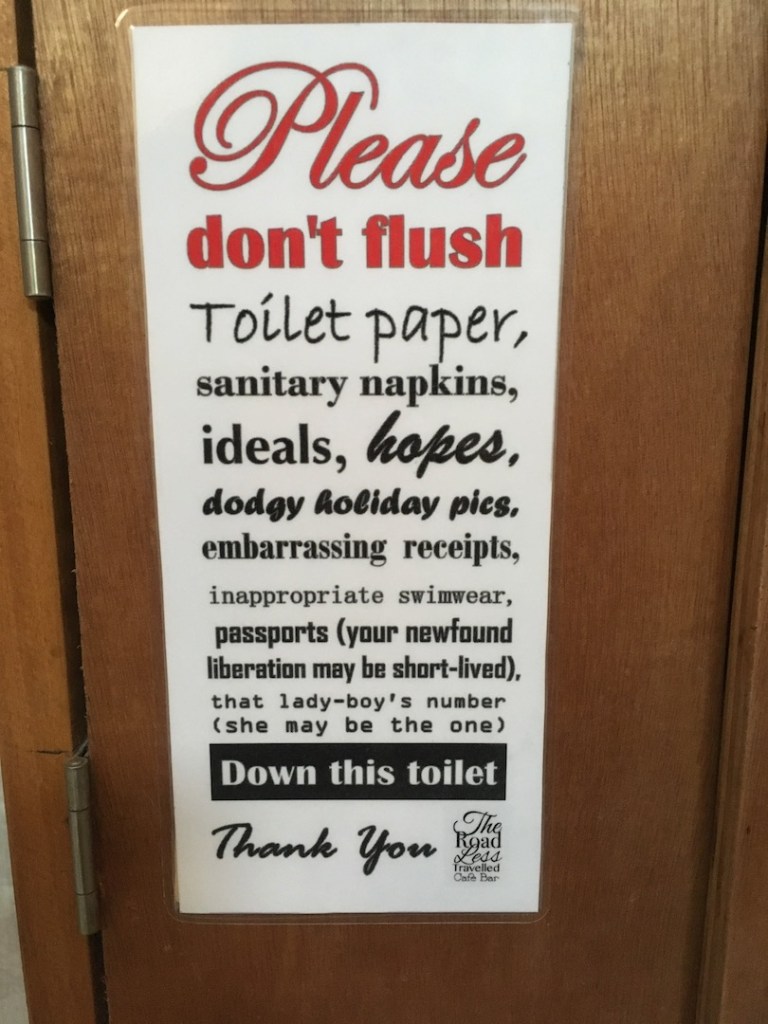 Please
don't flush
Toilet paper,
sanitary napkins,
ideals, hopes,
dodgy holiday pics,
embarrassing receipts,
inappropriate swimwear,
passports (your newfound
liberation may be short-lived),
that lady-boy's number
(she may be the one)
Down this toilet
Thank You
The
Road
Less
Travelled
Café Bar